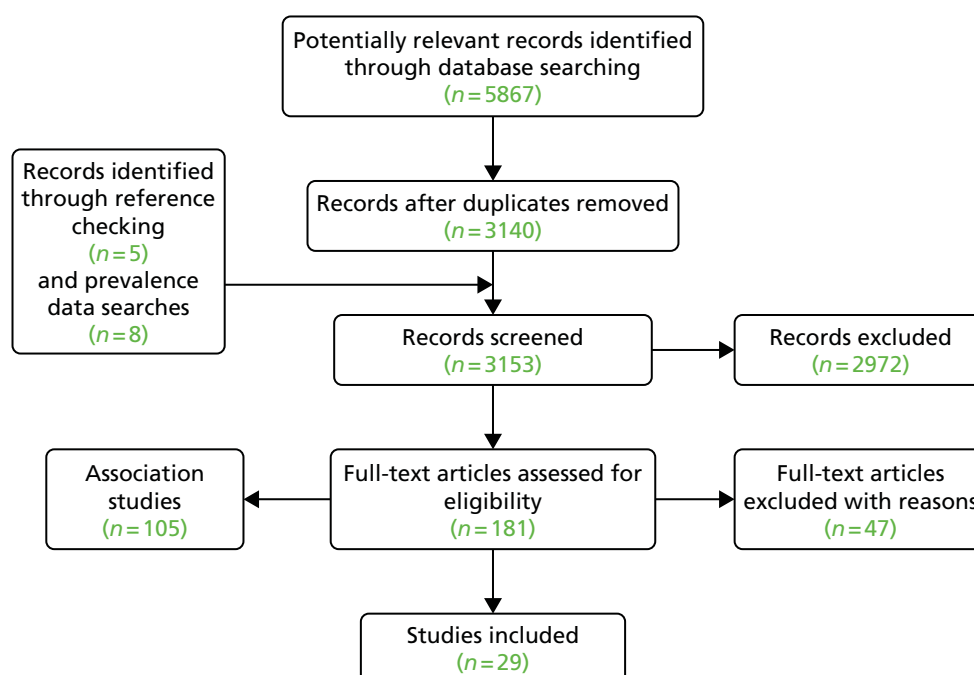 Potentially relevant records identified
through database searching
(n=5867)
Records identified
through reference
checking
(n=5)
and prevalence
data searches
(n=8)
Records after duplicates removed
(n=3140)
Records screened
(n=3153)
Records excluded
(n=2972)
Association
studies
(n=105)
Full-text articles assessed for
eligibility
(n=181)
Full-text articles
excluded with reasons
(n=47)
Studies included
(n=29)